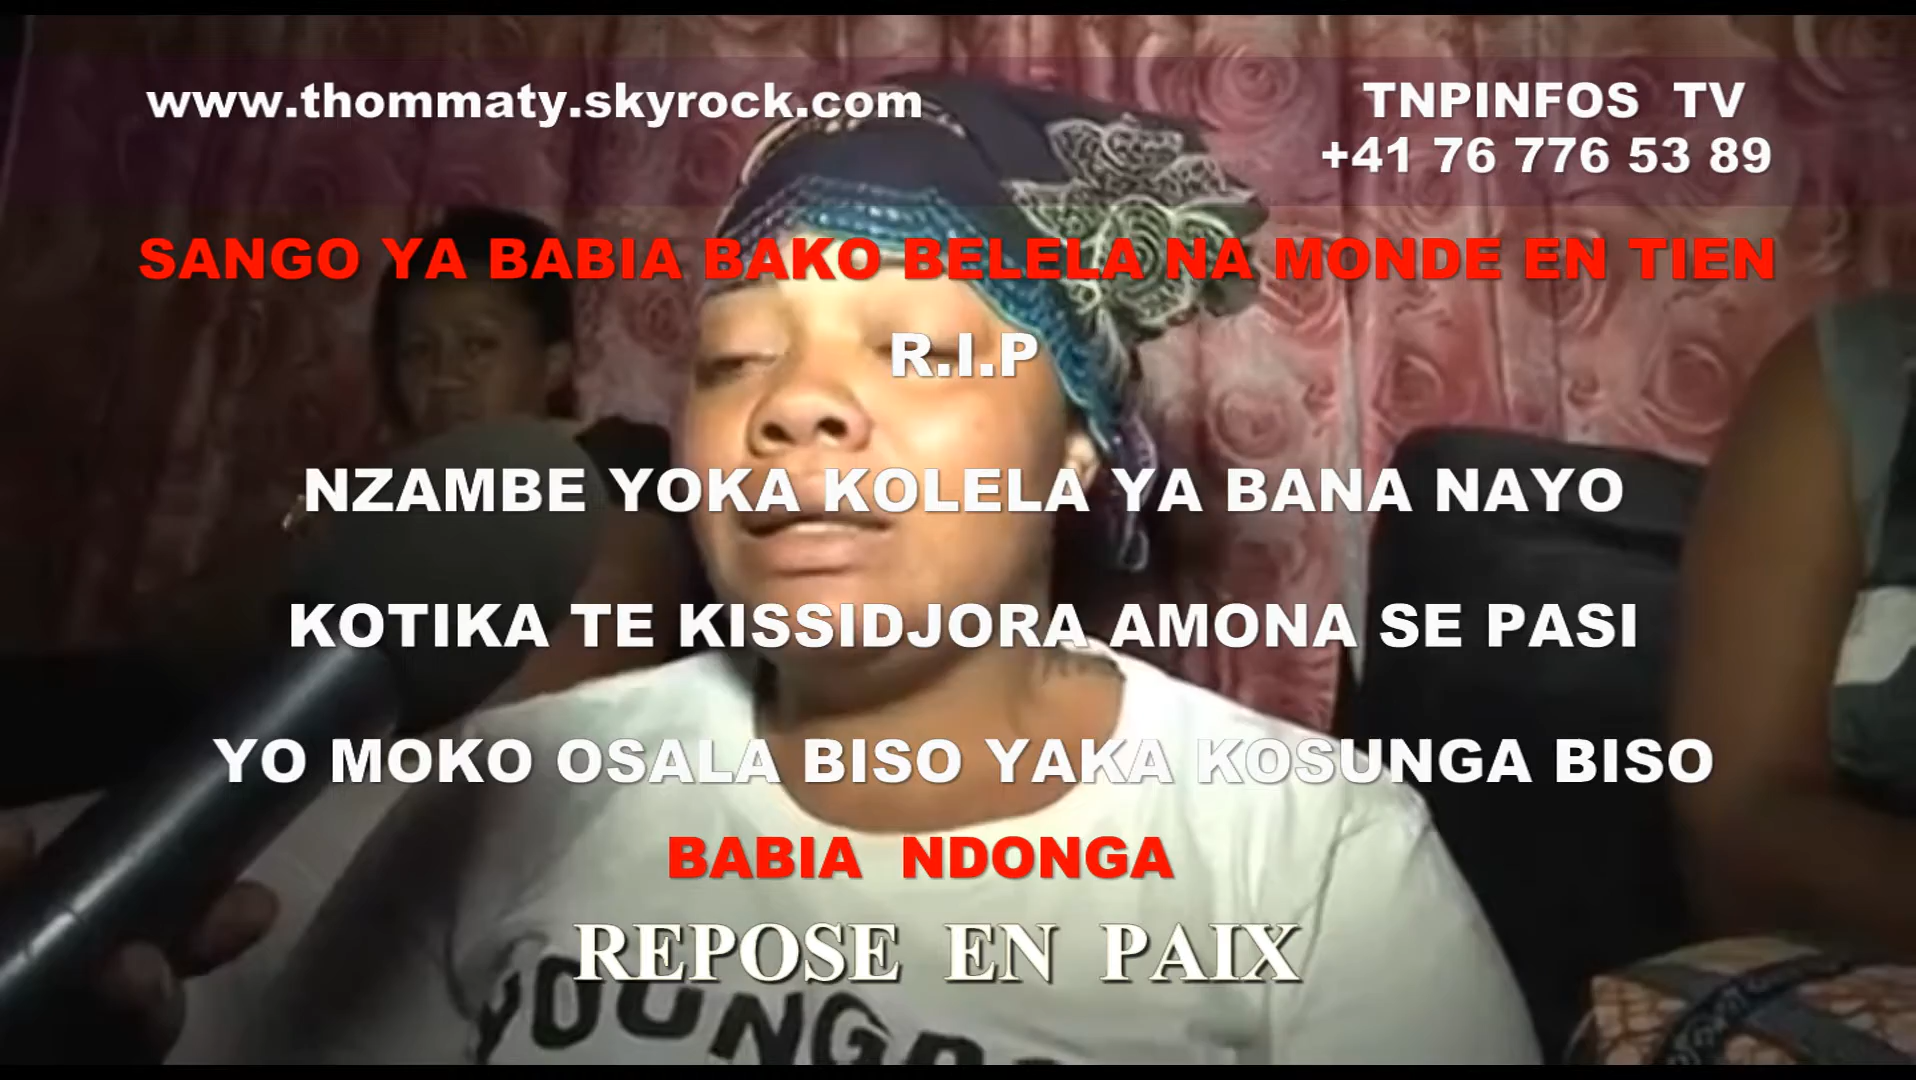 www.thommaty.skyrock.com
TNPINFOS TV
+41 76 776 53 89
SANGO YA BABIA BAKO BELELA NA MONDE EN TIEN
R.I.P
NZAMBE YOKA KOLELA YA BANA NAYO
KOTIKA TE KISSIDJORA AMONA SE PASI
YO MOKO OSALA BISO YAKA KOSUNGA BISO
BABIA NDONGA
REPOSE EN PAIX